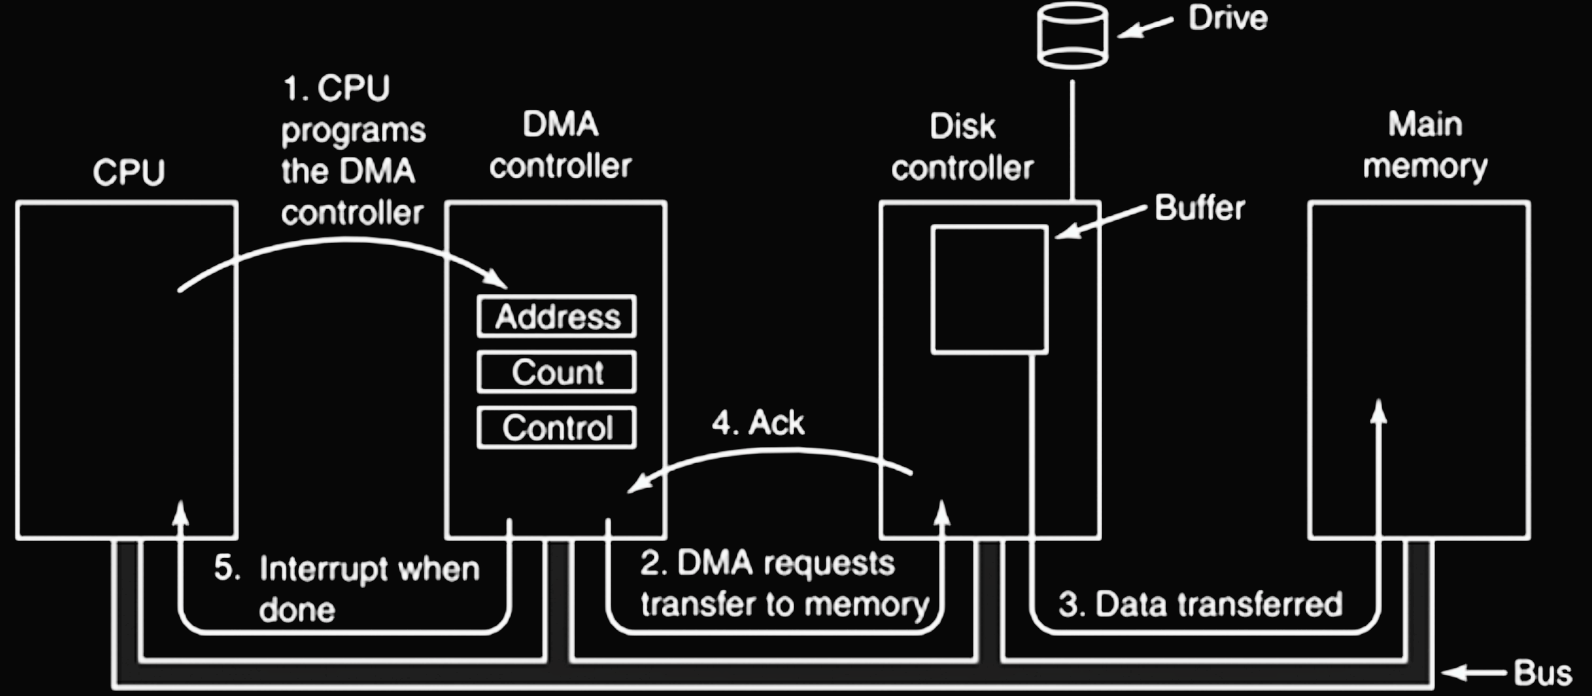 Drive
1. CPU
programs
the DMA
controller
CPU
DMA
controller
Disk
controller
Main
memory
Buffer
Address
Count
Control
4. Ack
5. Interrupt when
done
2. DMA requests
transfer to memory
3. Data transferred
Bus